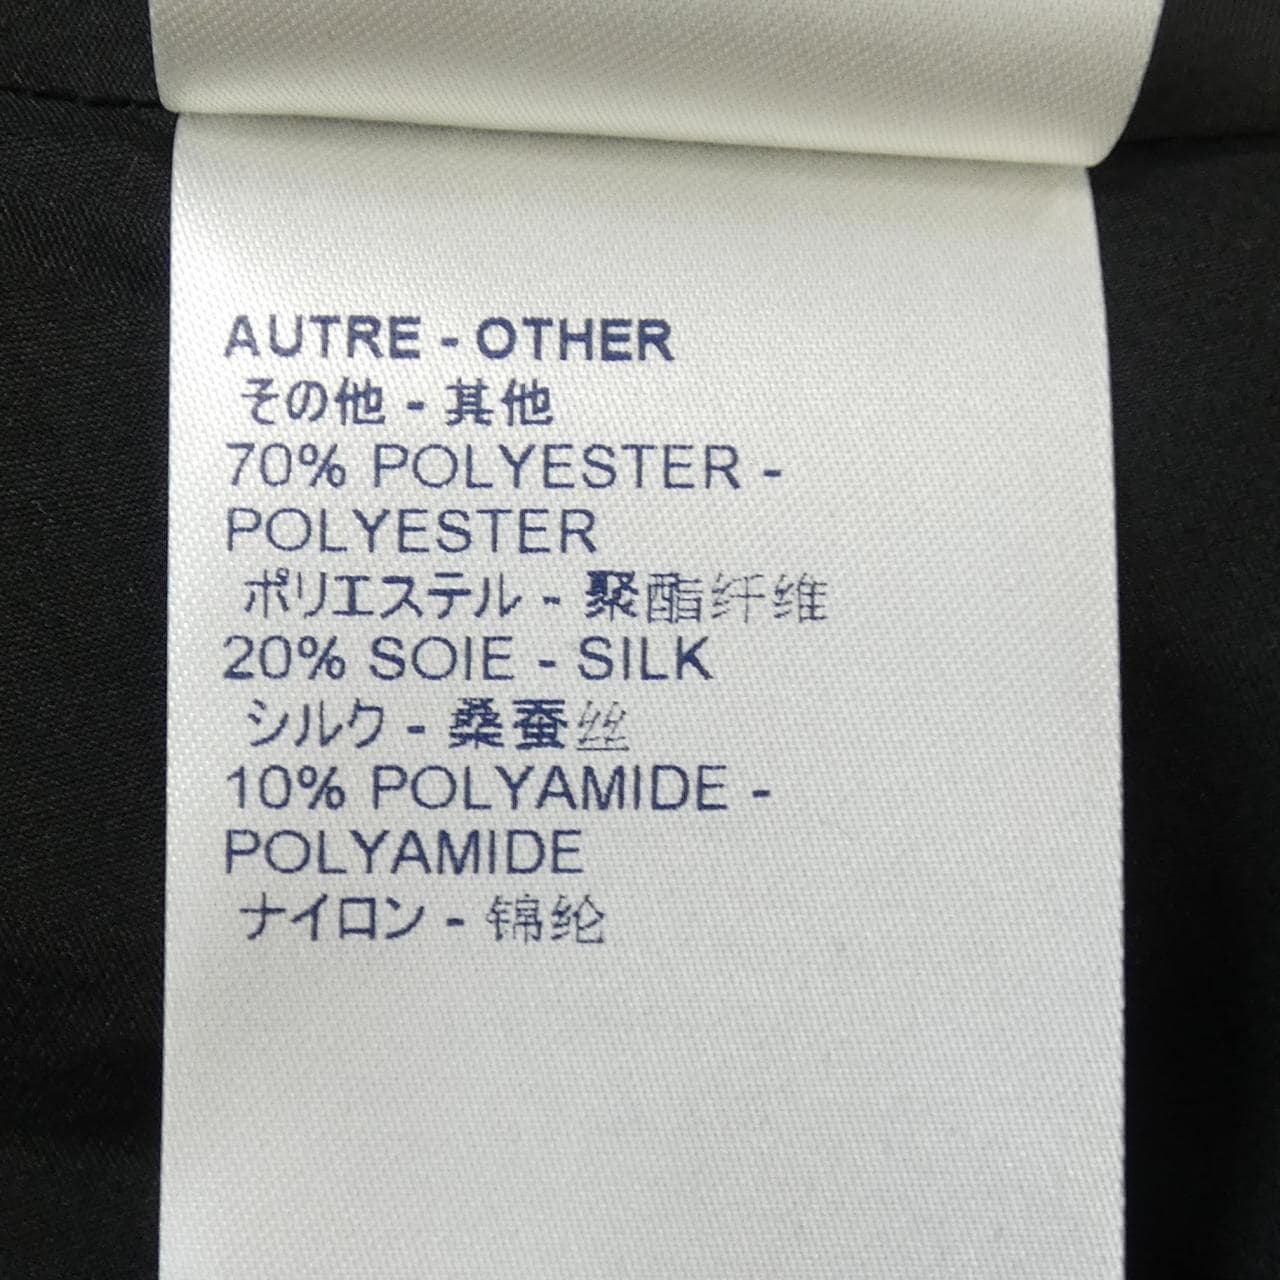 AUTRE - OTHER
その他 - 其他
70% POLYESTER -
POLYESTER
ポリエステル - 聚酯纤维
20% SOIE - SILK
シルク - 桑蚕丝
10% POLYAMIDE -
POLYAMIDE
ナイロン - 锦纶